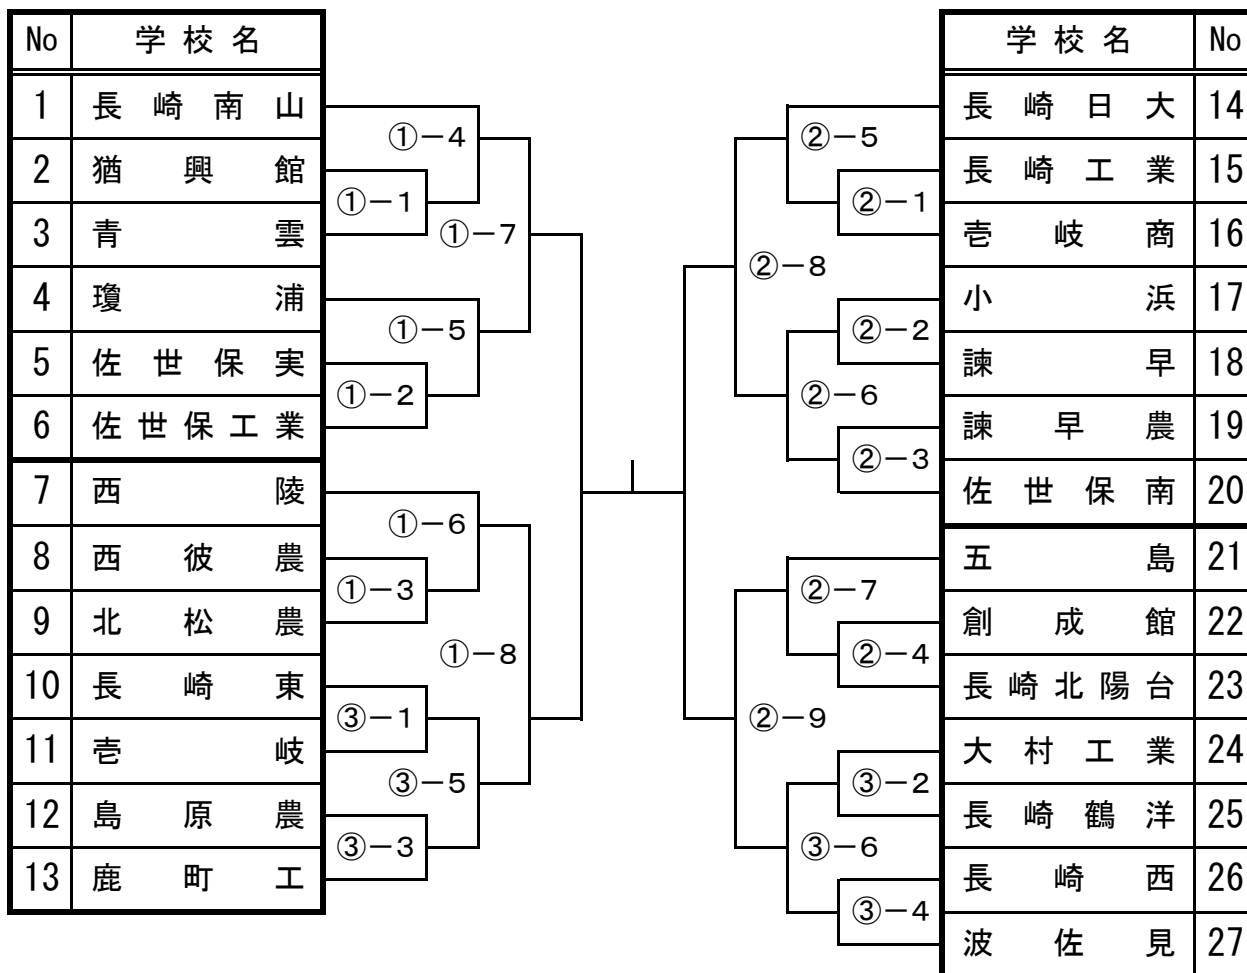 No 学校名
1 長崎南山
2 猶興館
3 青雲
4 瓊浦
5 佐世保実
6 佐世保工業
7 西陵
8 西彼農
9 北松農
10 長崎東
11 壱岐
12 島原農
13 鹿町工
①－4
①－1
①－7
①－5
①－2
①－6
①－3
①－8
③－1
③－5
③－3
②－5
②－1
②－8
②－2
②－6
②－3
②－7
②－4
②－9
③－2
③－6
③－4
学校名 No
長崎日大 14
長崎工業 15
壱岐商 16
小浜 17
諫早 18
諫早農 19
佐世保南 20
五島 21
創成館 22
長崎北陽台 23
大村工業 24
長崎鶴洋 25
長崎西 26
波佐見 27